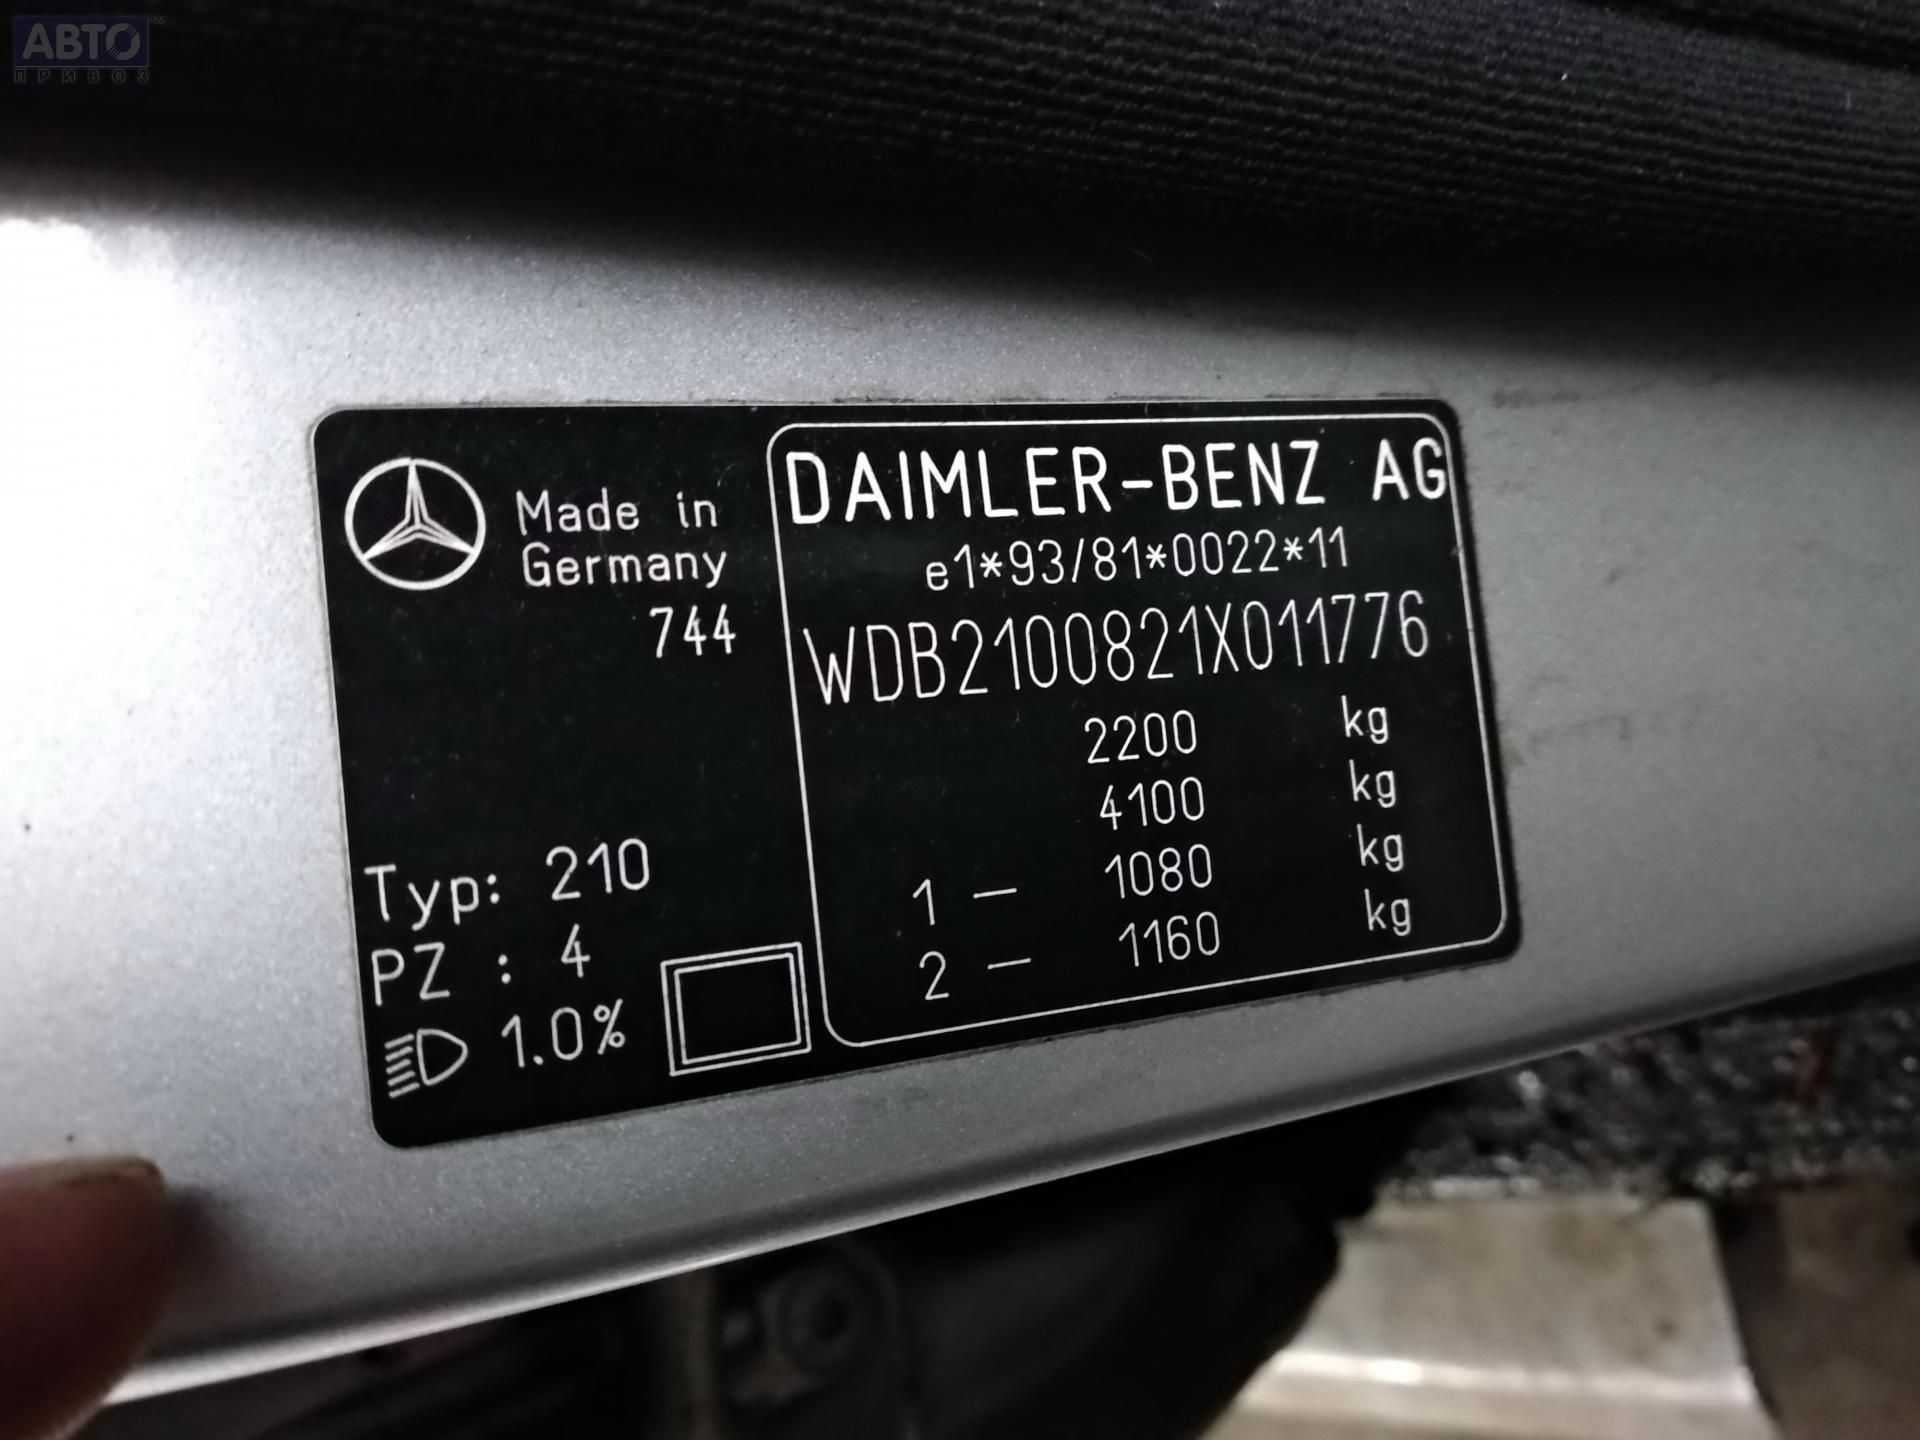 АВТО
ПРИВОЗ
Made in
Germany
744
DAIMLER-BENZ AG
e1*93/81*0022*11
WDB2100821X011776
2200 kg
4100 kg
1 - 1080 kg
2 - 1160 kg
Typ: 210
PZ : 4
1.0%